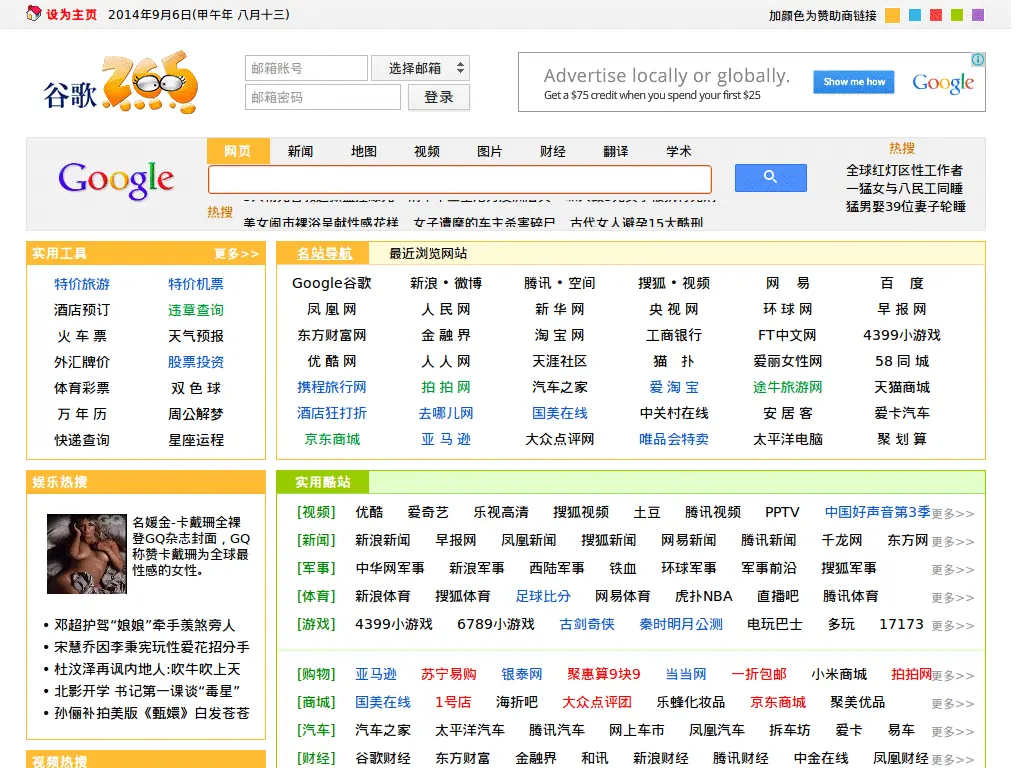 设为主页 2014年9月6日(甲午年 八月十三) 加颜色为赞助商链接
谷歌 266
邮箱账号 选择邮箱
邮箱密码 登录
Advertise locally or globally.
Get a $75 credit when you spend your first $25
Show me how
Google
Google
网页 新闻 地图 视频 图片 财经 翻译 学术
热搜
美女闹市裸浴呈献性感花样 女子遭摩的车主杀害碎尸 古代女人避孕15大酷刑
热搜
全球红灯区性工作者
一猛女与八民工同睡
猛男娶39位妻子轮睡
实用工具 更多>>
特价旅游 特价机票
酒店预订 违章查询
火 车 票 天气预报
外汇牌价 股票投资
体育彩票 双 色 球
万 年 历 周公解梦
快递查询 星座运程
名站导航 最近浏览网站
Google谷歌 新浪 • 微博 腾讯 • 空间 搜狐 • 视频 网 易 百 度
凤 凰 网 人 民 网 新 华 网 央 视 网 环 球 网 早 报 网
东方财富网 金 融 界 淘 宝 网 工商银行 FT中文网 4399小游戏
优 酷 网 人 人 网 天涯社区 猫 扑 爱丽女性网 58 同 城
携程旅行网 拍 拍 网 汽车之家 爱 淘 宝 途牛旅游网 天猫商城
酒店狂打折 去哪儿网 国美在线 中关村在线 安 居 客 爱卡汽车
京东商城 亚 马 逊 大众点评网 唯品会特卖 太平洋电脑 聚 划 算
娱乐热搜
名媛金-卡戴珊全裸
登GQ杂志封面，GQ
称赞卡戴珊为全球最
性感的女性。
• 邓超护驾“娘娘”牵手羡煞旁人
• 宋慧乔因李秉宪玩性爱花招分手
• 杜汶泽再讽内地人:吹牛吹上天
• 北影开学 书记第一课谈“毒星”
• 孙俪补拍美版《甄嬛》白发苍苍
视频热搜
实用酷站
[视频] 优酷 爱奇艺 乐视高清 搜狐视频 土豆 腾讯视频 PPTV 中国好声音第3季 更多>>
[新闻] 新浪新闻 早报网 凤凰新闻 搜狐新闻 网易新闻 腾讯新闻 千龙网 东方网 更多>>
[军事] 中华网军事 新浪军事 西陆军事 铁血 环球军事 军事前沿 搜狐军事 更多>>
[体育] 新浪体育 搜狐体育 足球比分 网易体育 虎扑NBA 直播吧 腾讯体育 更多>>
[游戏] 4399小游戏 6789小游戏 古剑奇侠 秦时明月公测 电玩巴士 多玩 17173 更多>>
[购物] 亚马逊 苏宁易购 银泰网 聚惠算9块9 当当网 一折包邮 小米商城 拍拍网 更多>>
[商城] 国美在线 1号店 海折吧 大众点评团 乐蜂化妆品 京东商城 聚美优品 更多>>
[汽车] 汽车之家 太平洋汽车 腾讯汽车 网上车市 凤凰汽车 拆车坊 爱卡 易车 更多>>
[财经] 谷歌财经 东方财富 金融界 和讯 新浪财经 腾讯财经 中金在线 凤凰财经 更多>>